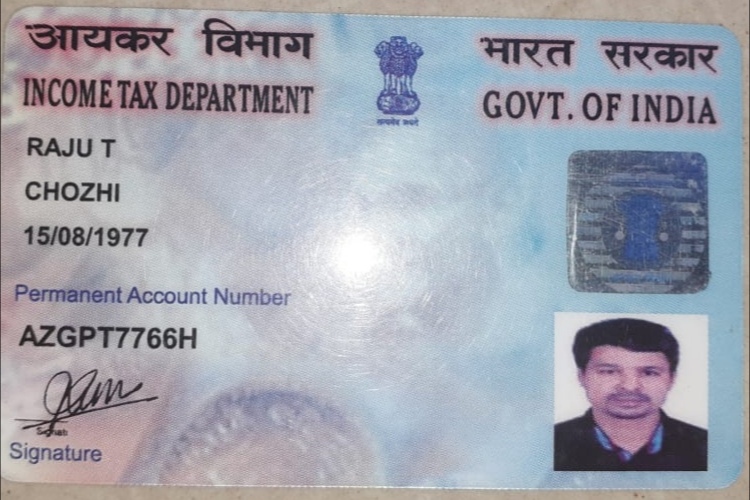 आयकर विभाग
INCOME TAX DEPARTMENT
भारत सरकार
GOVT. OF INDIA
सत्यमेव जयते
RAJU T
CHOZHI
15/08/1977
Permanent Account Number
AZGPT7766H
Signature